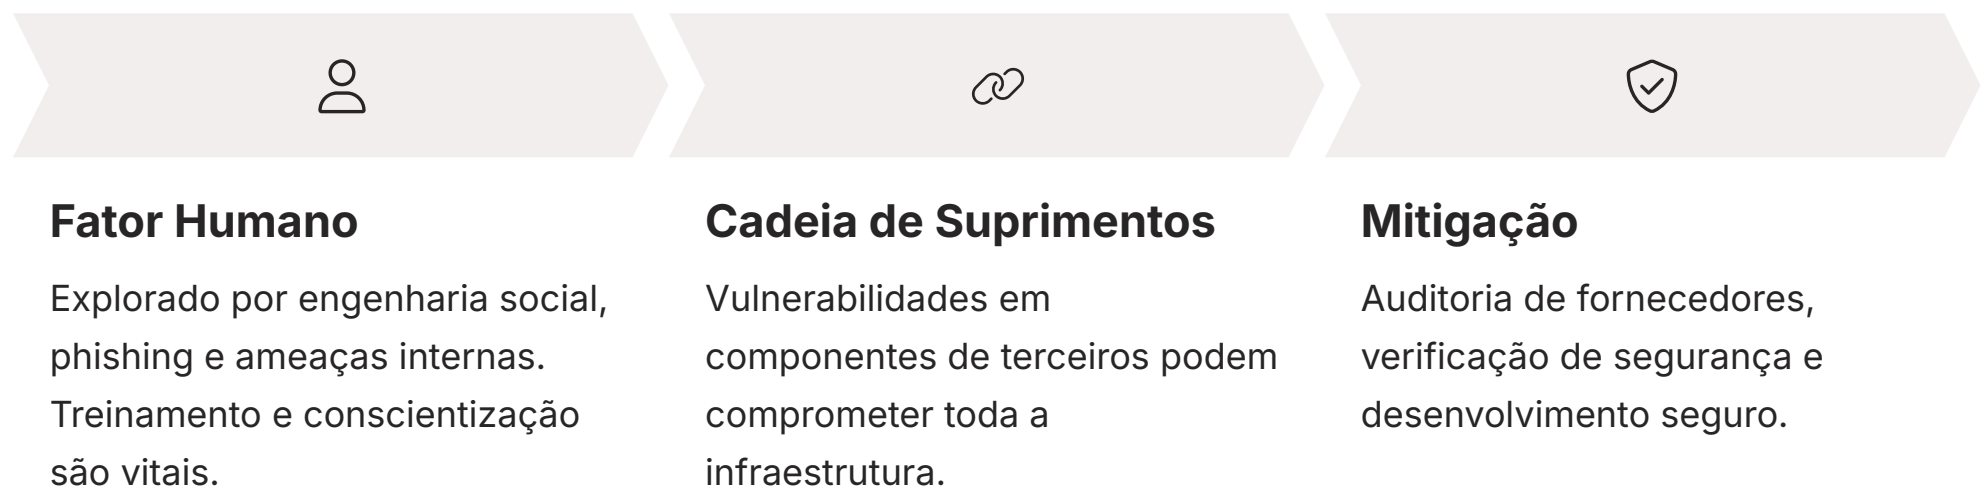 Fator Humano
Explorado por engenharia social,
phishing e ameaças internas.
Treinamento e conscientização
são vitais.
Cadeia de Suprimentos
Vulnerabilidades em
componentes de terceiros podem
comprometer toda a
infraestrutura.
Mitigação
Auditoria de fornecedores,
verificação de segurança e
desenvolvimento seguro.